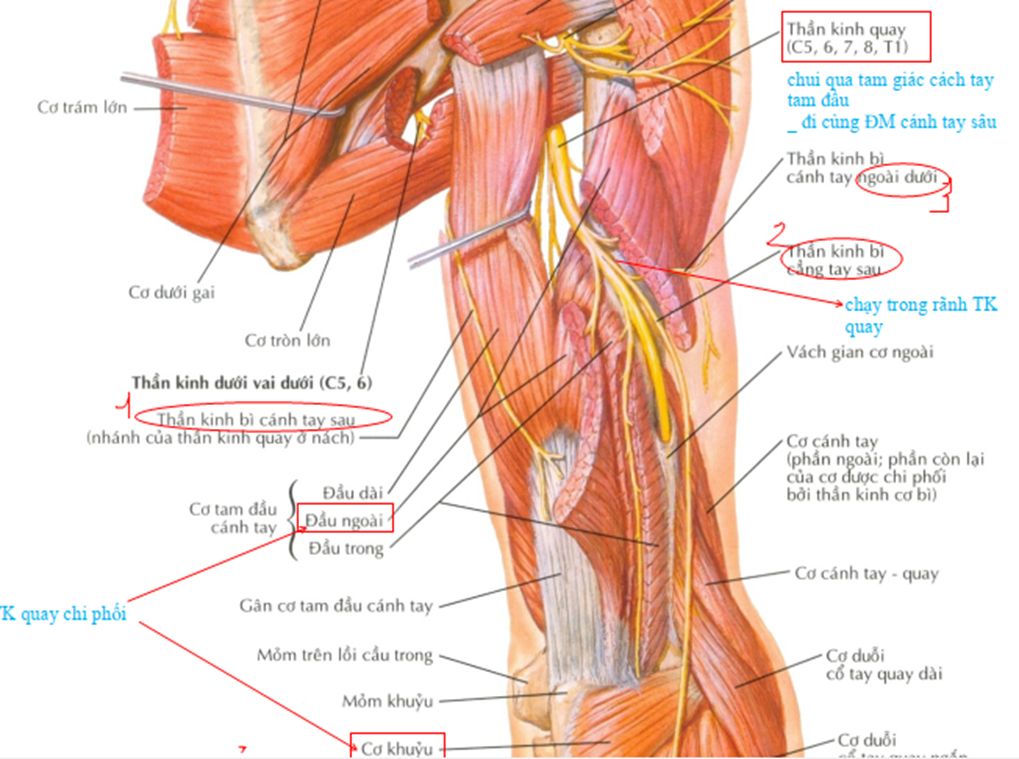 Thần kinh quay
(C5, 6, 7, 8, T1)
chui qua tam giác cách tay
tam đầu
_ đi cùng ĐM cánh tay sâu
Cơ trám lớn
Thần kinh bì
cánh tay ngoài dưới
3
2
Thần kinh bì
cẳng tay sau
Cơ dưới gai
chạy trong rãnh TK
quay
Cơ tròn lớn
Vách gian cơ ngoài
Thần kinh dưới vai dưới (C5, 6)
1
Thần kinh bì cánh tay sau
(nhánh của thần kinh quay ở nách)
Cơ cánh tay
(phần ngoài; phần còn lại
của cơ được chi phối
bởi thần kinh cơ bì)
Cơ tam đầu
cánh tay
Đầu dài
Đầu ngoài
Đầu trong
Cơ cánh tay - quay
TK quay chi phối
Gân cơ tam đầu cánh tay
Mỏm trên lồi cầu trong
Cơ duỗi
cổ tay quay dài
Mỏm khuỷu
Cơ khuỷu
Cơ duỗi
cổ tay quay ngắn